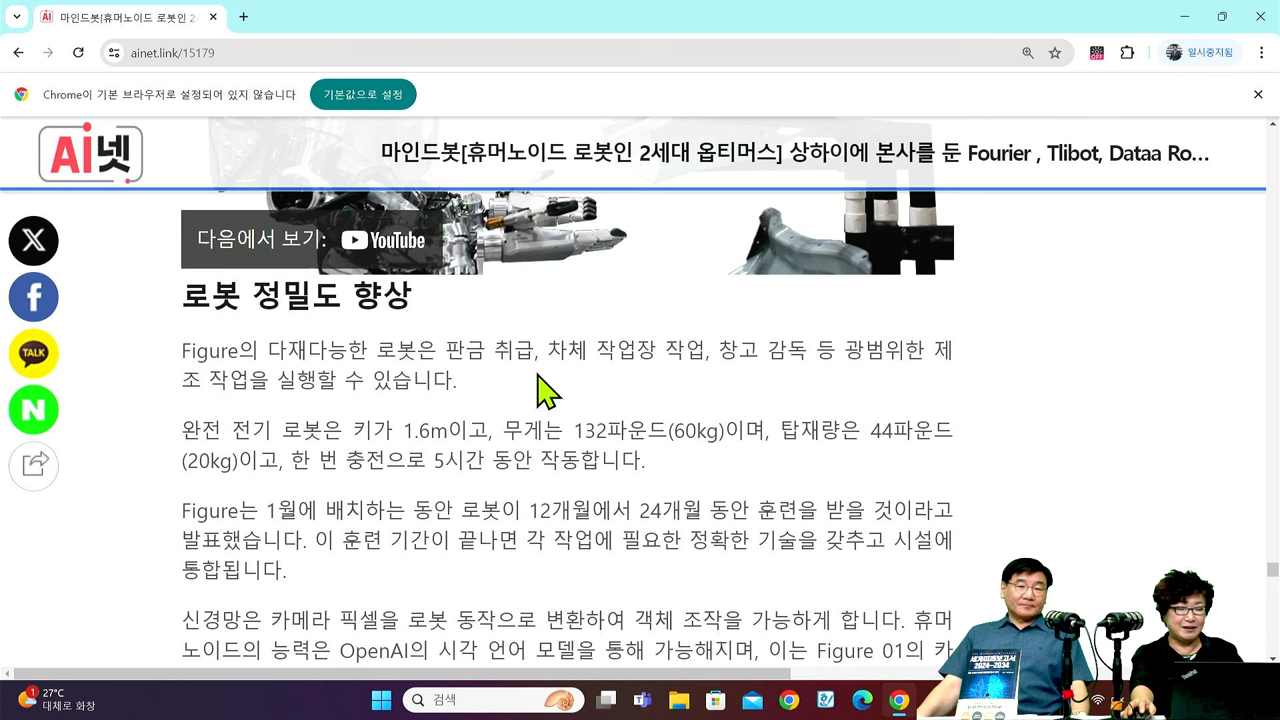 마인드봇[휴머노이드 로봇인 2
ainet.link/15179
일시중지됨
Chrome이 기본 브라우저로 설정되어 있지 않습니다
기본값으로 설정
Ai넷
마인드봇[휴머노이드 로봇인 2세대 옵티머스] 상하이에 본사를 둔 Fourier , Tlibot, Dataa Ro...
다음에서 보기: YouTube
로봇 정밀도 향상
Figure의 다재다능한 로봇은 판금 취급, 차체 작업장 작업, 창고 감독 등 광범위한 제
조 작업을 실행할 수 있습니다.
완전 전기 로봇은 키가 1.6m이고, 무게는 132파운드(60kg)이며, 탑재량은 44파운드
(20kg)이고, 한 번 충전으로 5시간 동안 작동합니다.
Figure는 1월에 배치하는 동안 로봇이 12개월에서 24개월 동안 훈련을 받을 것이라고
발표했습니다. 이 훈련 기간이 끝나면 각 작업에 필요한 정확한 기술을 갖추고 시설에
통합됩니다.
신경망은 카메라 픽셀을 로봇 동작으로 변환하여 객체 조작을 가능하게 합니다. 휴머
노이드의 능력은 OpenAI의 시각 언어 모델을 통해 가능해지며, 이는 Figure 01의 카
X
f
TALK
N
OFF
세계미래보고서
2024-2034
ThinkPad
1
27°C
대체로 화창
검색